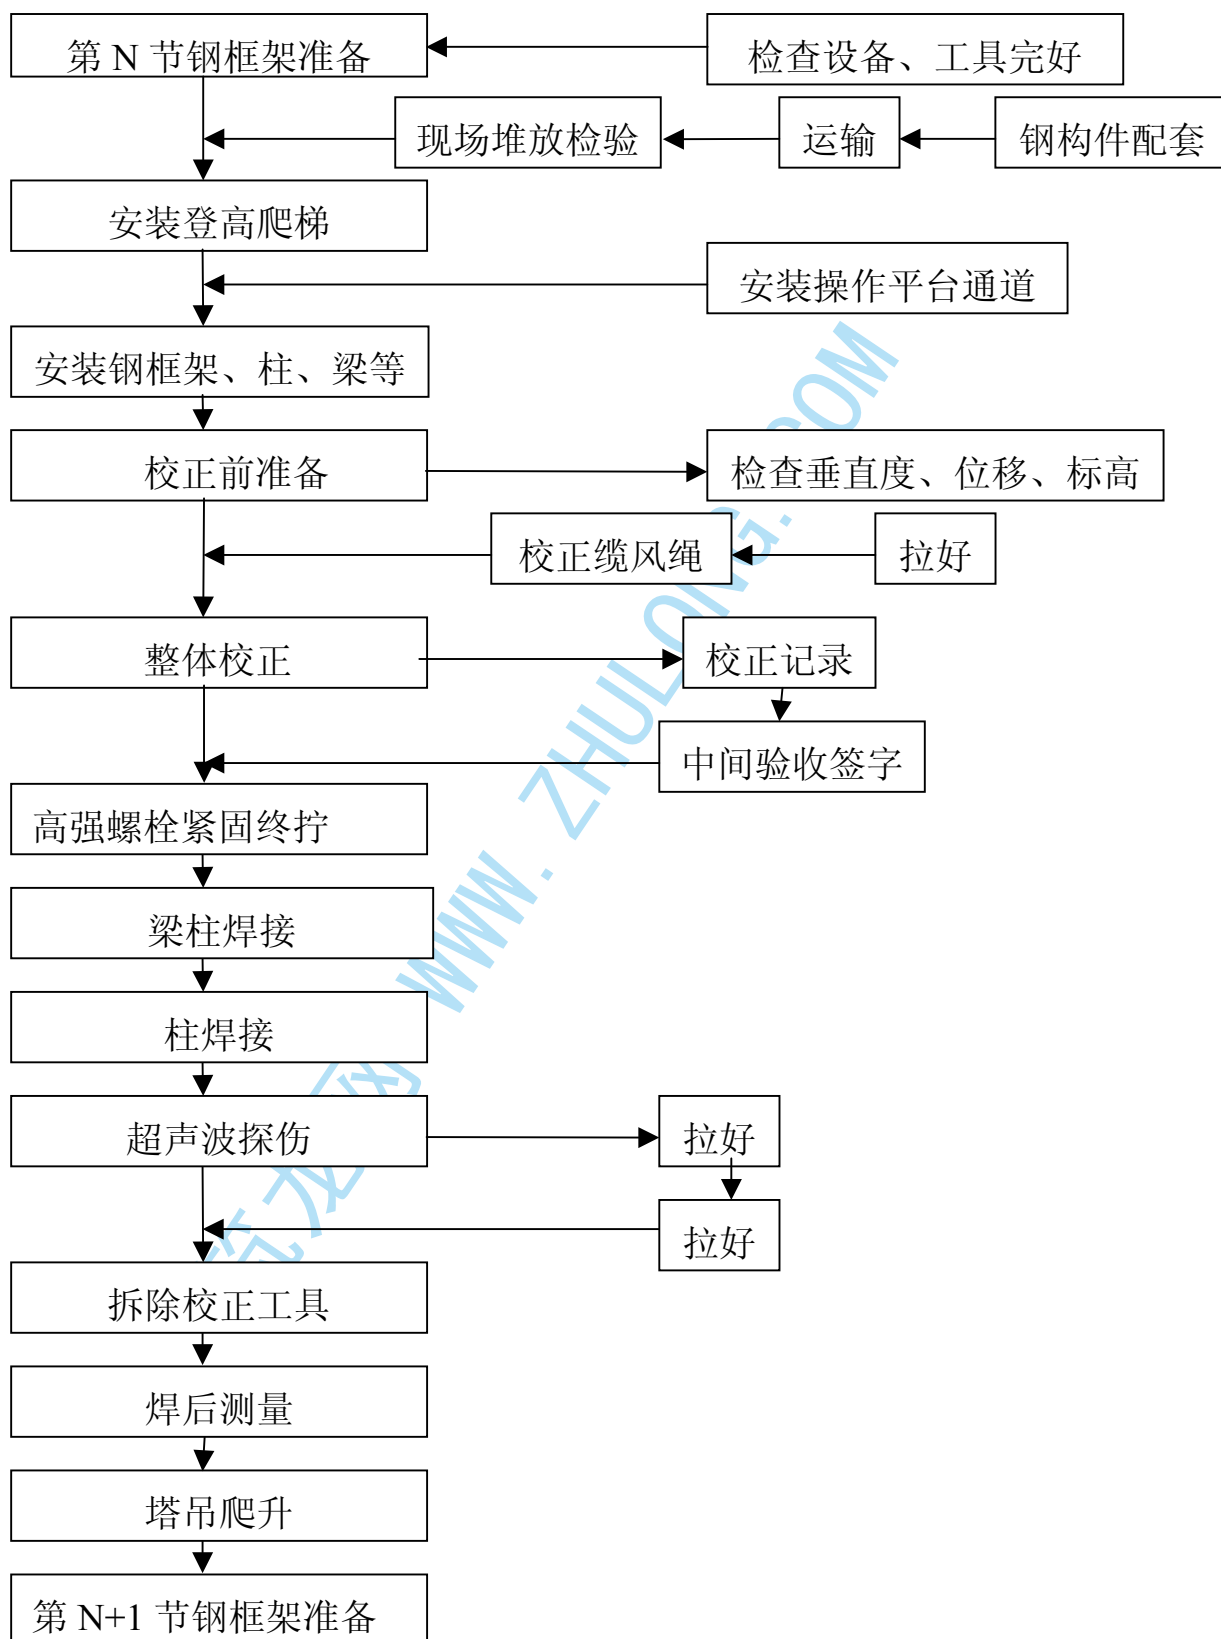 第 N 节钢框架准备
检查设备、工具完好
现场堆放检验
运输
钢构件配套
安装登高爬梯
安装操作平台通道
安装钢框架、柱、梁等
校正前准备
检查垂直度、位移、标高
校正缆风绳
拉好
整体校正
校正记录
中间验收签字
高强螺栓紧固终拧
梁柱焊接
柱焊接
超声波探伤
拉好
拉好
拆除校正工具
焊后测量
塔吊爬升
第 N+1 节钢框架准备
筑龙网 WWW.ZHULONG.COM